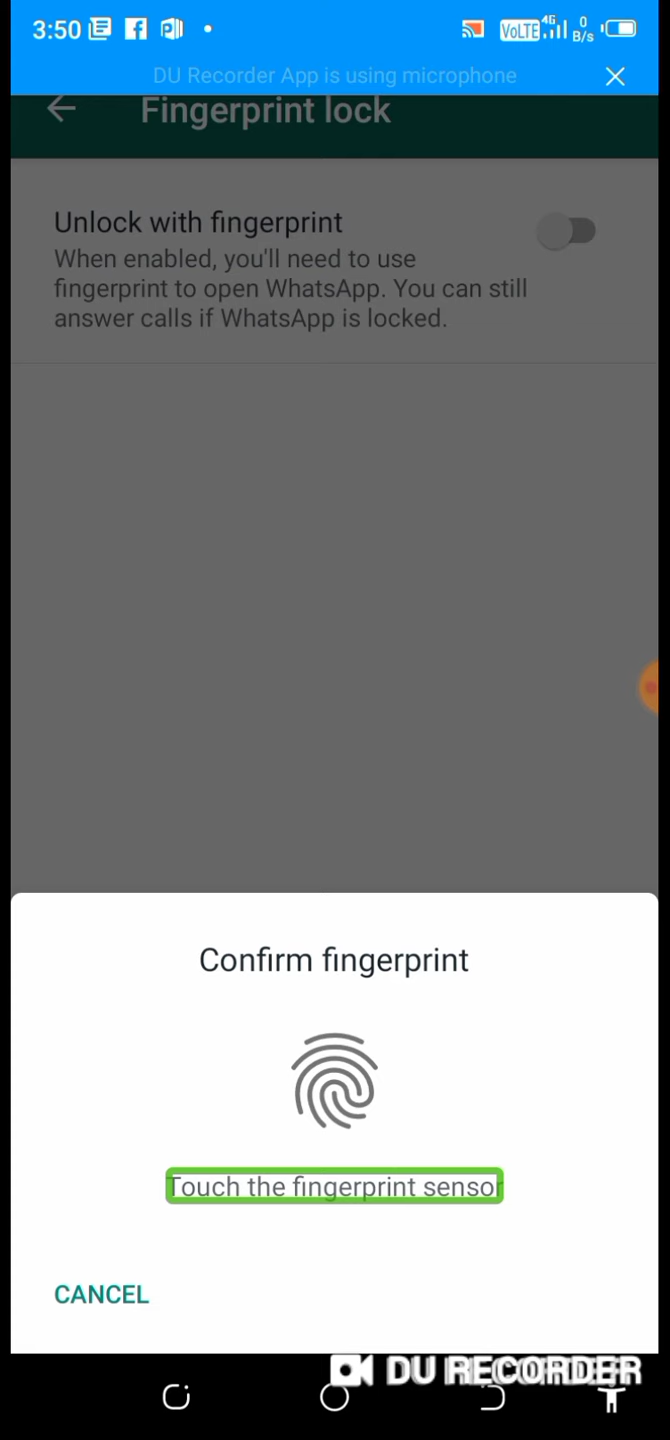 3:50
VoLTE 4G 0 B/s
DU Recorder App is using microphone
Fingerprint lock
Unlock with fingerprint
When enabled, you'll need to use
fingerprint to open WhatsApp. You can still
answer calls if WhatsApp is locked.
Confirm fingerprint
Touch the fingerprint sensor
CANCEL
DU RECORDER